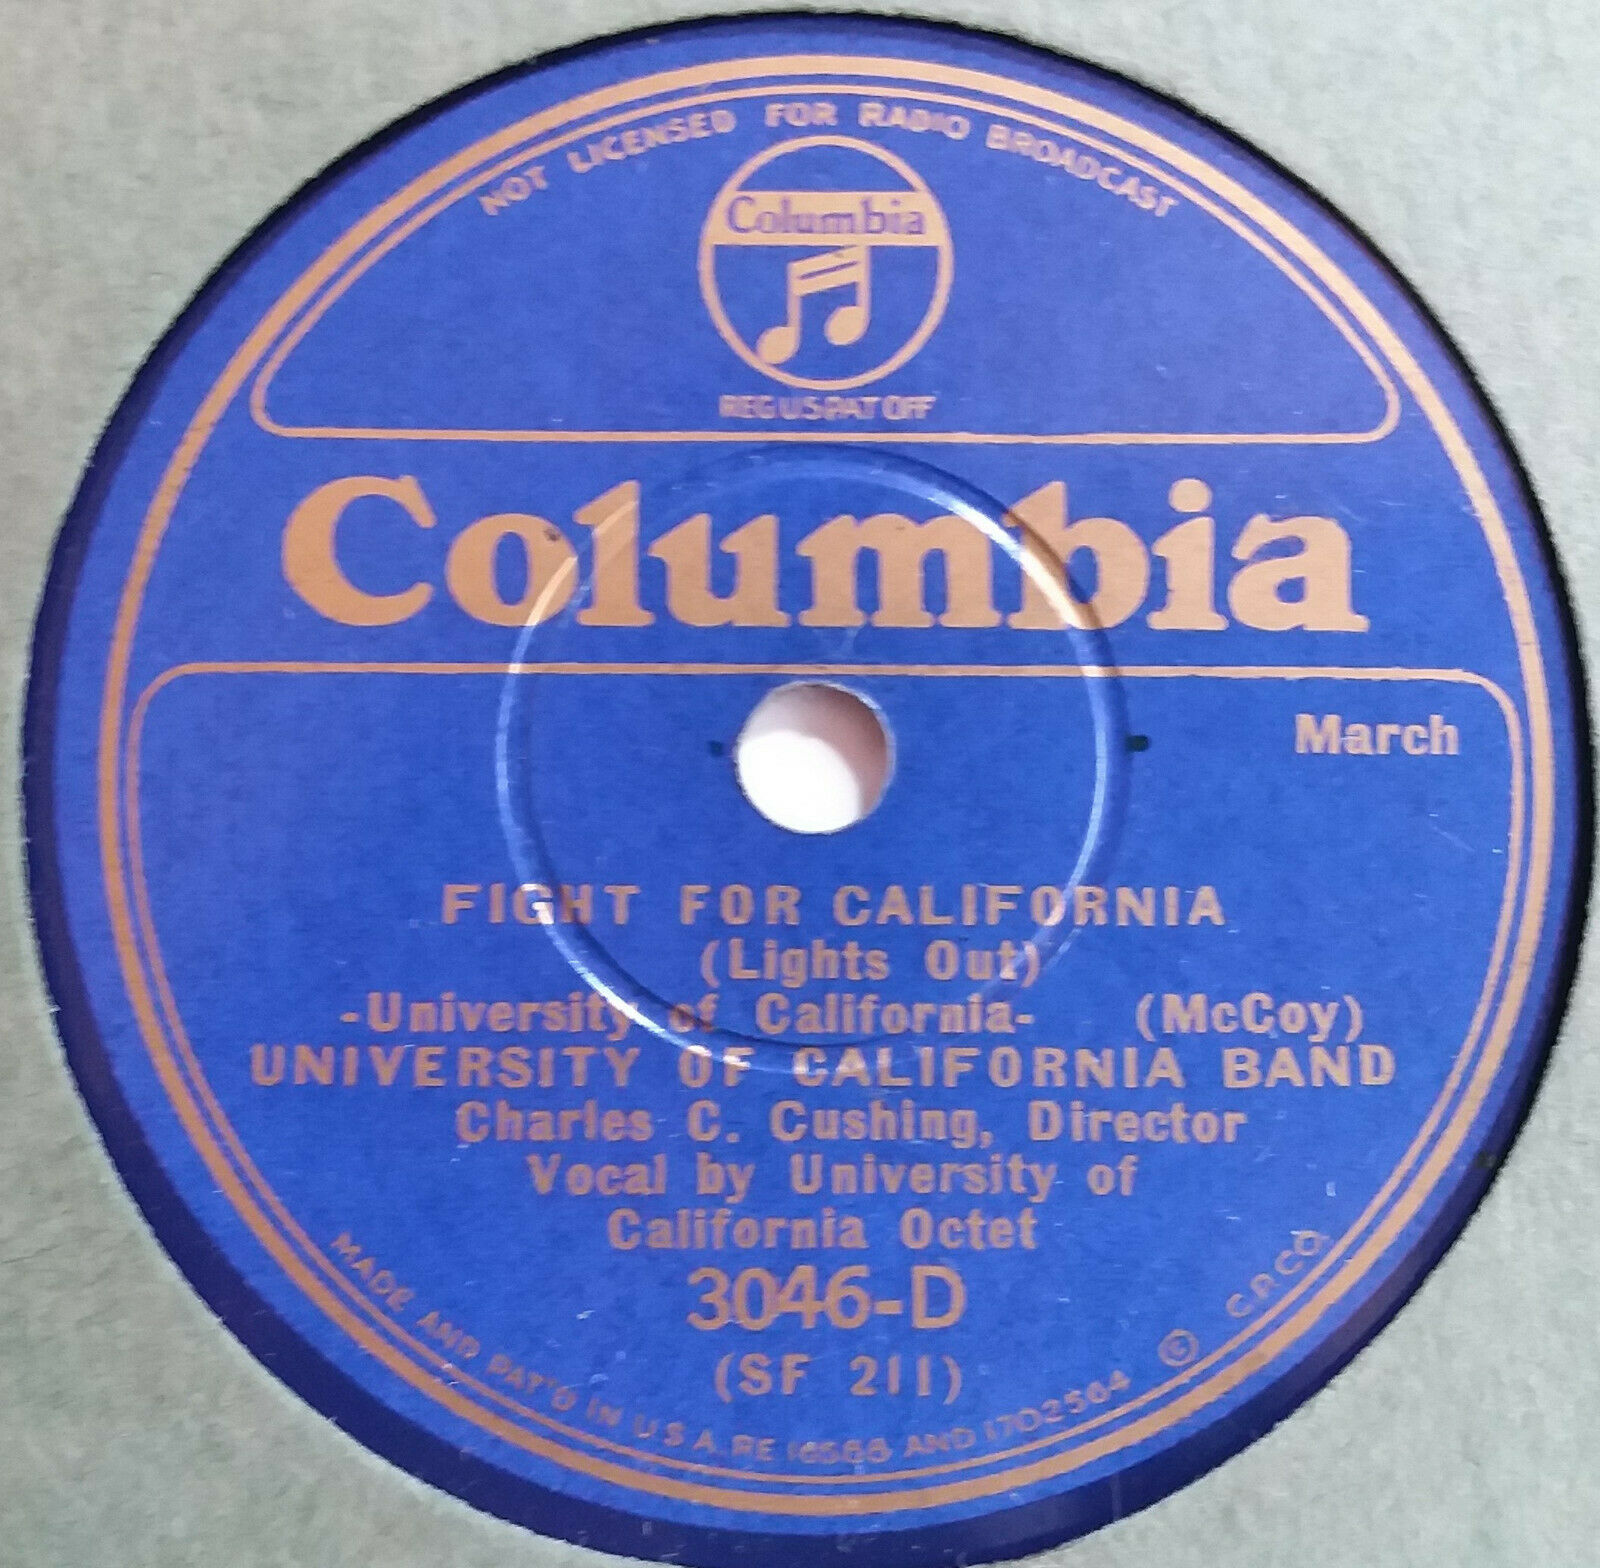 NOT LICENSED FOR RADIO BROADCAST
Columbia
REG U S PAT OFF
Columbia
March
FIGHT FOR CALIFORNIA
(Lights Out)
-University of California- (McCoy)
UNIVERSITY OF CALIFORNIA BAND
Charles C. Cushing, Director
Vocal by University of
California Octet
3046-D
(SF 211)
MADE AND PAT'D IN U.S.A. RE 16588 AND 1702564 © C.P. CO.